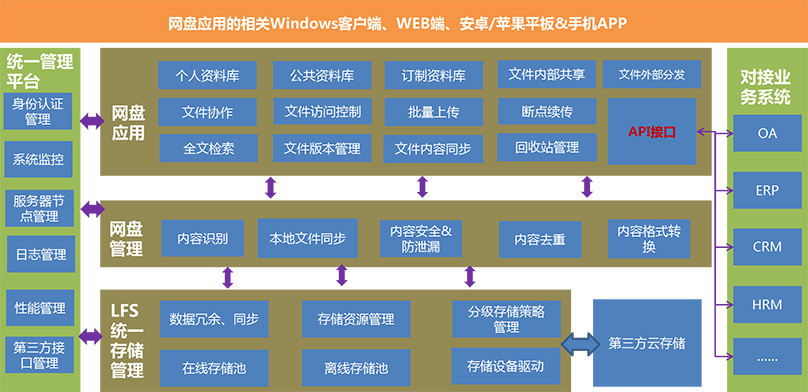 网盘应用的相关Windows客户端、WEB端、安卓/苹果平板&手机APP
统一管理
平台
身份认证
管理
系统监控
服务器节
点管理
日志管理
性能管理
第三方接
口管理
网盘
应用
个人资料库
公共资料库
订制资料库
文件内部共享
文件外部分发
文件协作
文件访问控制
批量上传
断点续传
API接口
全文检索
文件版本管理
文件内容同步
回收站管理
网盘
管理
内容识别
本地文件同步
内容安全&
防泄漏
内容去重
内容格式转
换
LFS
统一
存储
管理
数据冗余、同步
存储资源管理
分级存储策略
管理
在线存储池
离线存储池
存储设备驱动
第三方云存储
对接业
务系统
OA
ERP
CRM
HRM
......